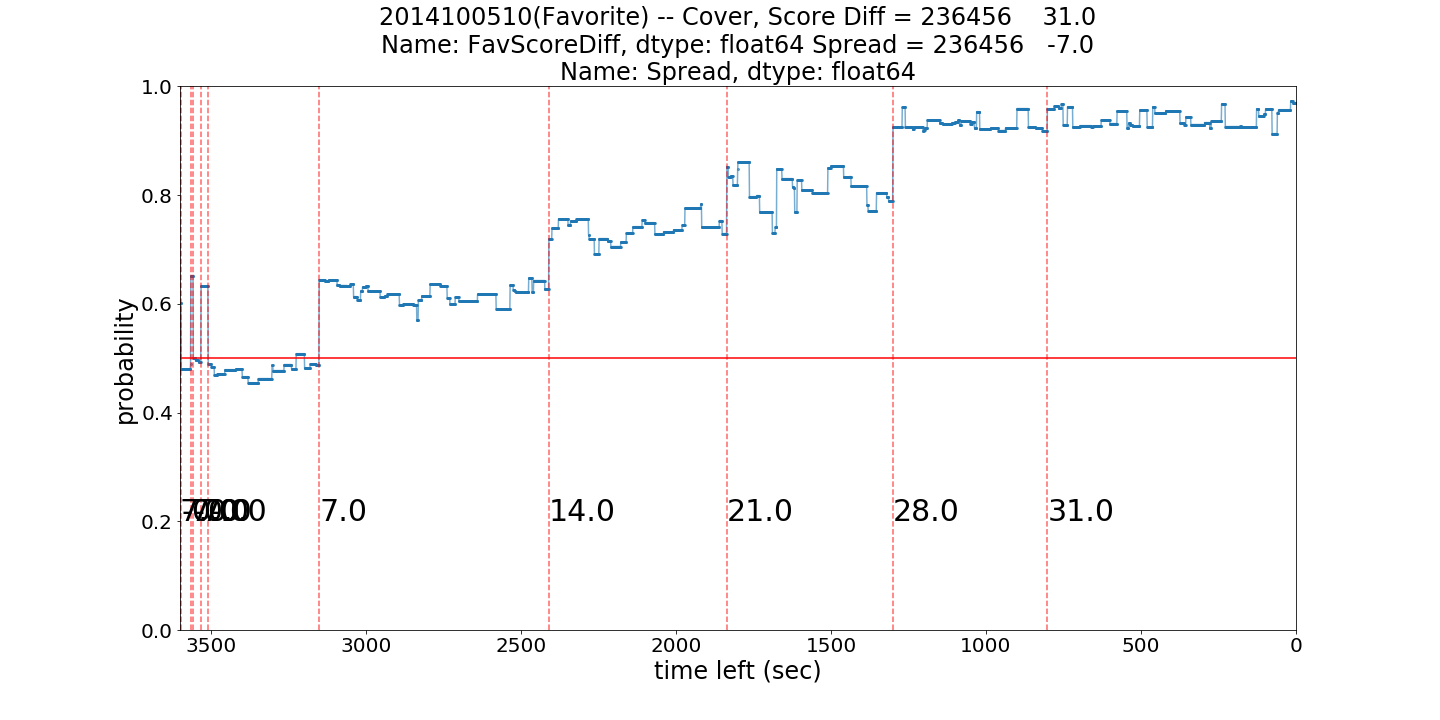 2014100510(Favorite) -- Cover, Score Diff = 236456    31.0
Name: FavScoreDiff, dtype: float64 Spread = 236456   -7.0
Name: Spread, dtype: float64
1.0
0.8
0.6
0.4
0.2
0.0
probability
7.0 14.0 21.0 28.0 31.0
3500 3000 2500 2000 1500 1000 500 0
time left (sec)